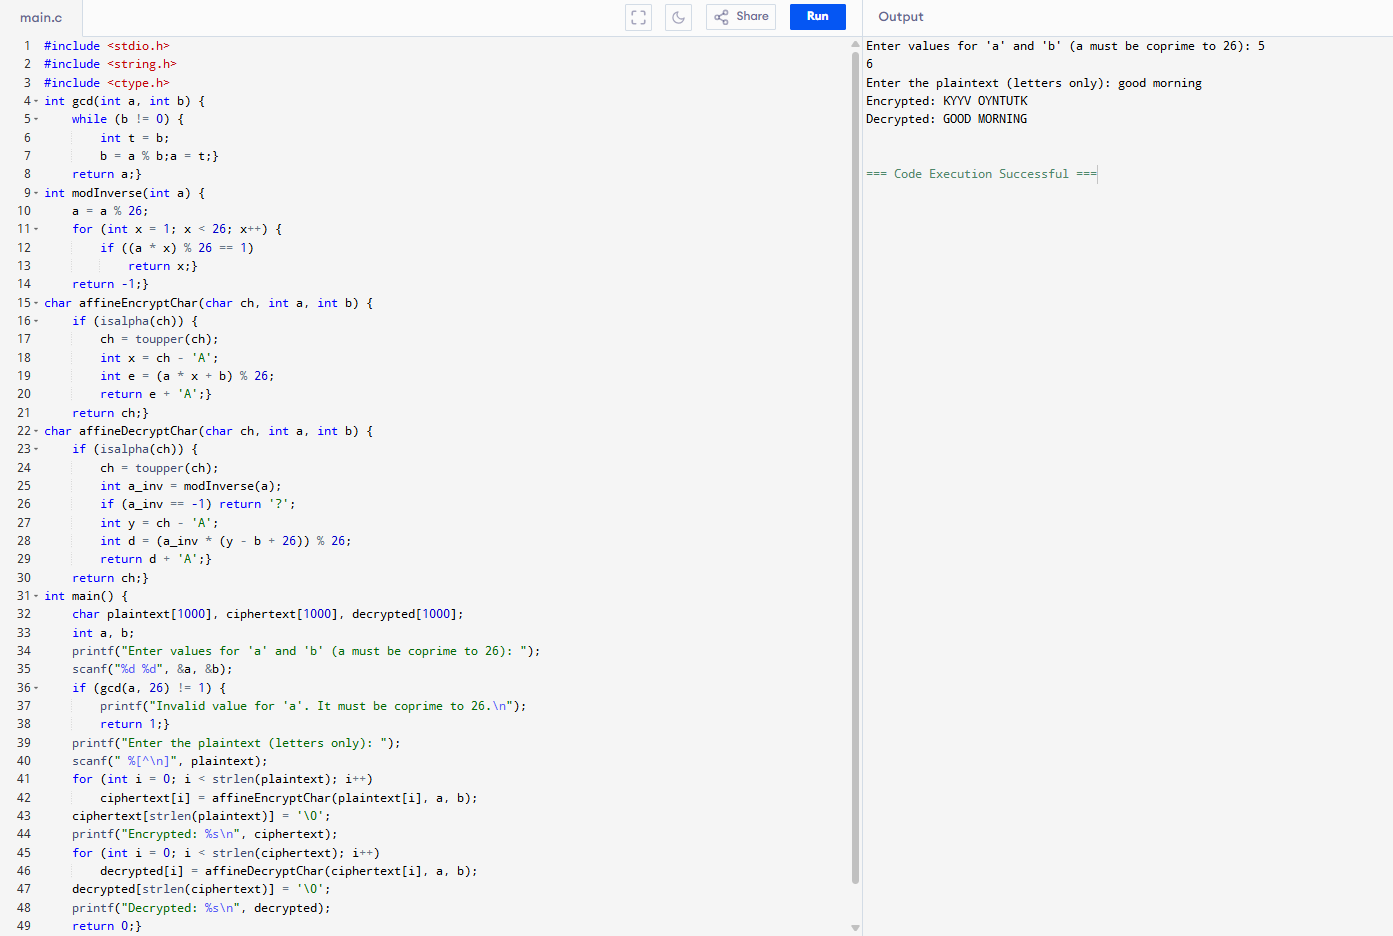 main.c
Share
Run
Output
1 #include <stdio.h>
2 #include <string.h>
3 #include <ctype.h>
4 int gcd(int a, int b) {
5     while (b != 0) {
6         int t = b;
7         b = a % b;a = t;}
8     return a;}
9 int modInverse(int a) {
10     a = a % 26;
11     for (int x = 1; x < 26; x++) {
12         if ((a * x) % 26 == 1)
13             return x;}
14     return -1;}
15 char affineEncryptChar(char ch, int a, int b) {
16     if (isalpha(ch)) {
17         ch = toupper(ch);
18         int x = ch - 'A';
19         int e = (a * x + b) % 26;
20         return e + 'A';}
21     return ch;}
22 char affineDecryptChar(char ch, int a, int b) {
23     if (isalpha(ch)) {
24         ch = toupper(ch);
25         int a_inv = modInverse(a);
26         if (a_inv == -1) return '?';
27         int y = ch - 'A';
28         int d = (a_inv * (y - b + 26)) % 26;
29         return d + 'A';}
30     return ch;}
31 int main() {
32     char plaintext[1000], ciphertext[1000], decrypted[1000];
33     int a, b;
34     printf("Enter values for 'a' and 'b' (a must be coprime to 26): ");
35     scanf("%d %d", &a, &b);
36     if (gcd(a, 26) != 1) {
37         printf("Invalid value for 'a'. It must be coprime to 26.\n");
38         return 1;}
39     printf("Enter the plaintext (letters only): ");
40     scanf(" %[^\n]", plaintext);
41     for (int i = 0; i < strlen(plaintext); i++)
42         ciphertext[i] = affineEncryptChar(plaintext[i], a, b);
43     ciphertext[strlen(plaintext)] = '\0';
44     printf("Encrypted: %s\n", ciphertext);
45     for (int i = 0; i < strlen(ciphertext); i++)
46         decrypted[i] = affineDecryptChar(ciphertext[i], a, b);
47     decrypted[strlen(ciphertext)] = '\0';
48     printf("Decrypted: %s\n", decrypted);
49     return 0;}
Enter values for 'a' and 'b' (a must be coprime to 26): 5
6
Enter the plaintext (letters only): good morning
Encrypted: KYYV OYNTUTK
Decrypted: GOOD MORNING
=== Code Execution Successful ===